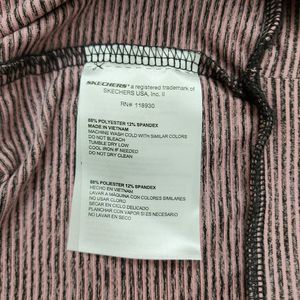 SKECHERS® a registered trademark of
SKECHERS USA, Inc. II
RN# 118930
88% POLYESTER 12% SPANDEX
MADE IN VIETNAM
MACHINE WASH COLD WITH SIMILAR COLORS
DO NOT BLEACH
TUMBLE DRY LOW
COOL IRON IF NEEDED
DO NOT DRY CLEAN
88% POLIESTER 12% SPANDEX
HECHO EN VIETNAM
LAVAR A MAQUINA CON COLORES SIMILARES
NO USAR CLORO
SECAR EN CICLO DELICADO
PLANCHAR CON VAPOR SI ES NECESARIO
NO LAVAR EN SECO